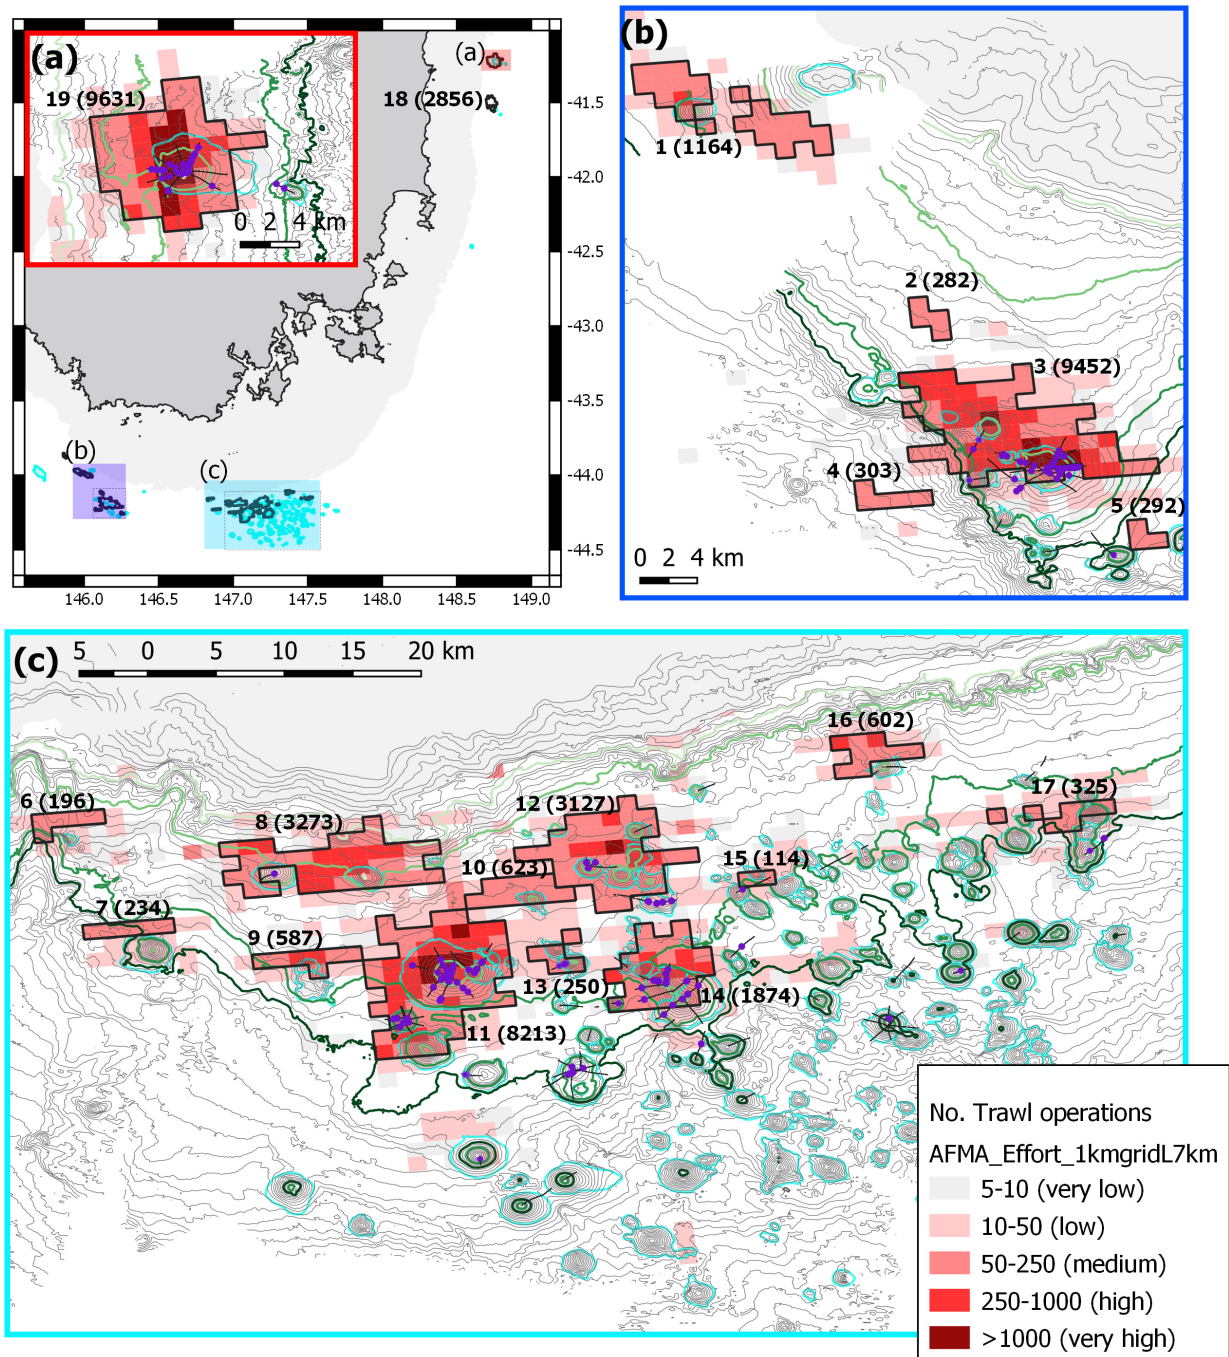 (a)
19 (9631)
0 2 4 km
(a)
18 (2856)
(b)
(c)
-41.5
-42.0
-42.5
-43.0
-43.5
-44.0
-44.5
146.0 146.5 147.0 147.5 148.0 148.5 149.0
(b)
1 (1164)
2 (282)
3 (9452)
4 (303)
5 (292)
0 2 4 km
(c)
5 0 5 10 15 20 km
16 (602)
17 (325)
6 (196)
12 (3127)
8 (3273)
15 (114)
10 (623)
7 (234)
9 (587)
13 (250)
14 (1874)
11 (8213)
No. Trawl operations
AFMA_Effort_1kmgridL7km
5-10 (very low)
10-50 (low)
50-250 (medium)
250-1000 (high)
>1000 (very high)